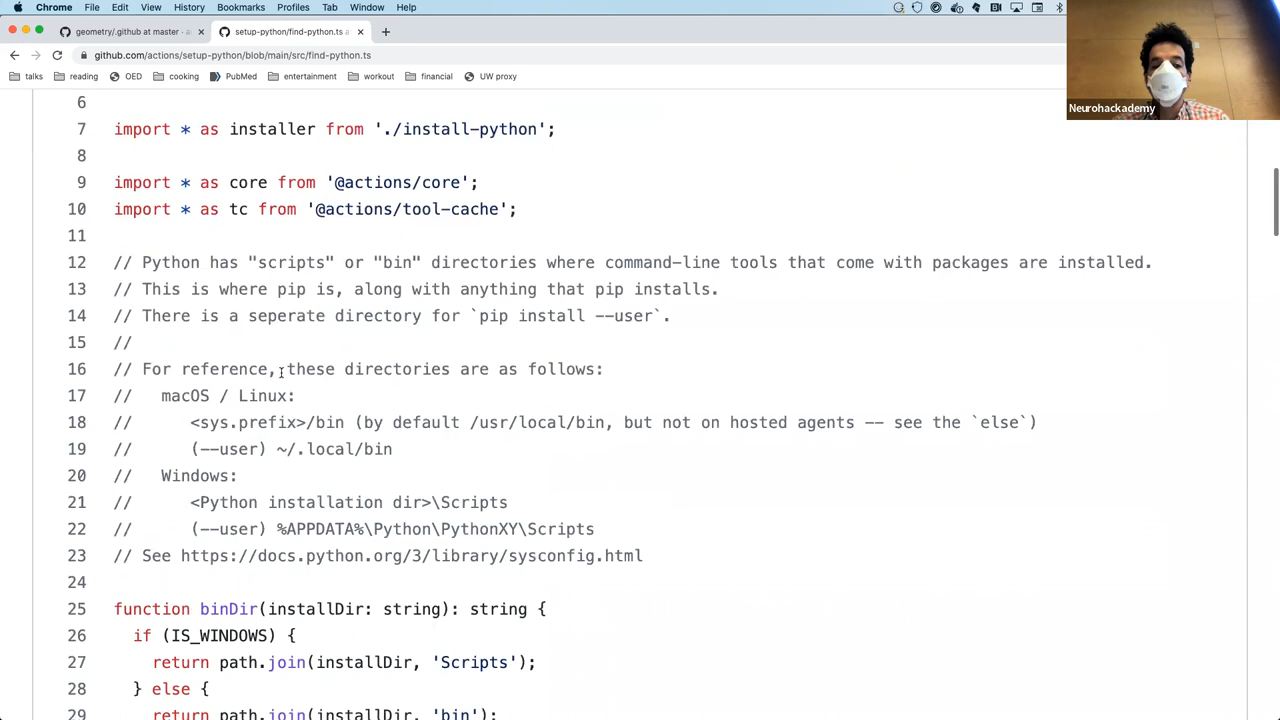 Chrome File Edit View History Bookmarks Profiles Tab Window Help
geometry/.github at master · a × setup-python/find-python.ts a × +
github.com/actions/setup-python/blob/main/src/find-python.ts
talks reading OED cooking PubMed entertainment workout financial UW proxy
Neurohackademy
6
7 import * as installer from './install-python';
8
9 import * as core from '@actions/core';
10 import * as tc from '@actions/tool-cache';
11
12 // Python has "scripts" or "bin" directories where command-line tools that come with packages are installed.
13 // This is where pip is, along with anything that pip installs.
14 // There is a seperate directory for `pip install --user`.
15 //
16 // For reference, these directories are as follows:
17 //   macOS / Linux:
18 //      <sys.prefix>/bin (by default /usr/local/bin, but not on hosted agents -- see the `else`)
19 //      (--user) ~/.local/bin
20 //   Windows:
21 //      <Python installation dir>\Scripts
22 //      (--user) %APPDATA%\Python\PythonXY\Scripts
23 // See https://docs.python.org/3/library/sysconfig.html
24
25 function binDir(installDir: string): string {
26   if (IS_WINDOWS) {
27     return path.join(installDir, 'Scripts');
28   } else {
29     return path.join(installDir, 'bin');